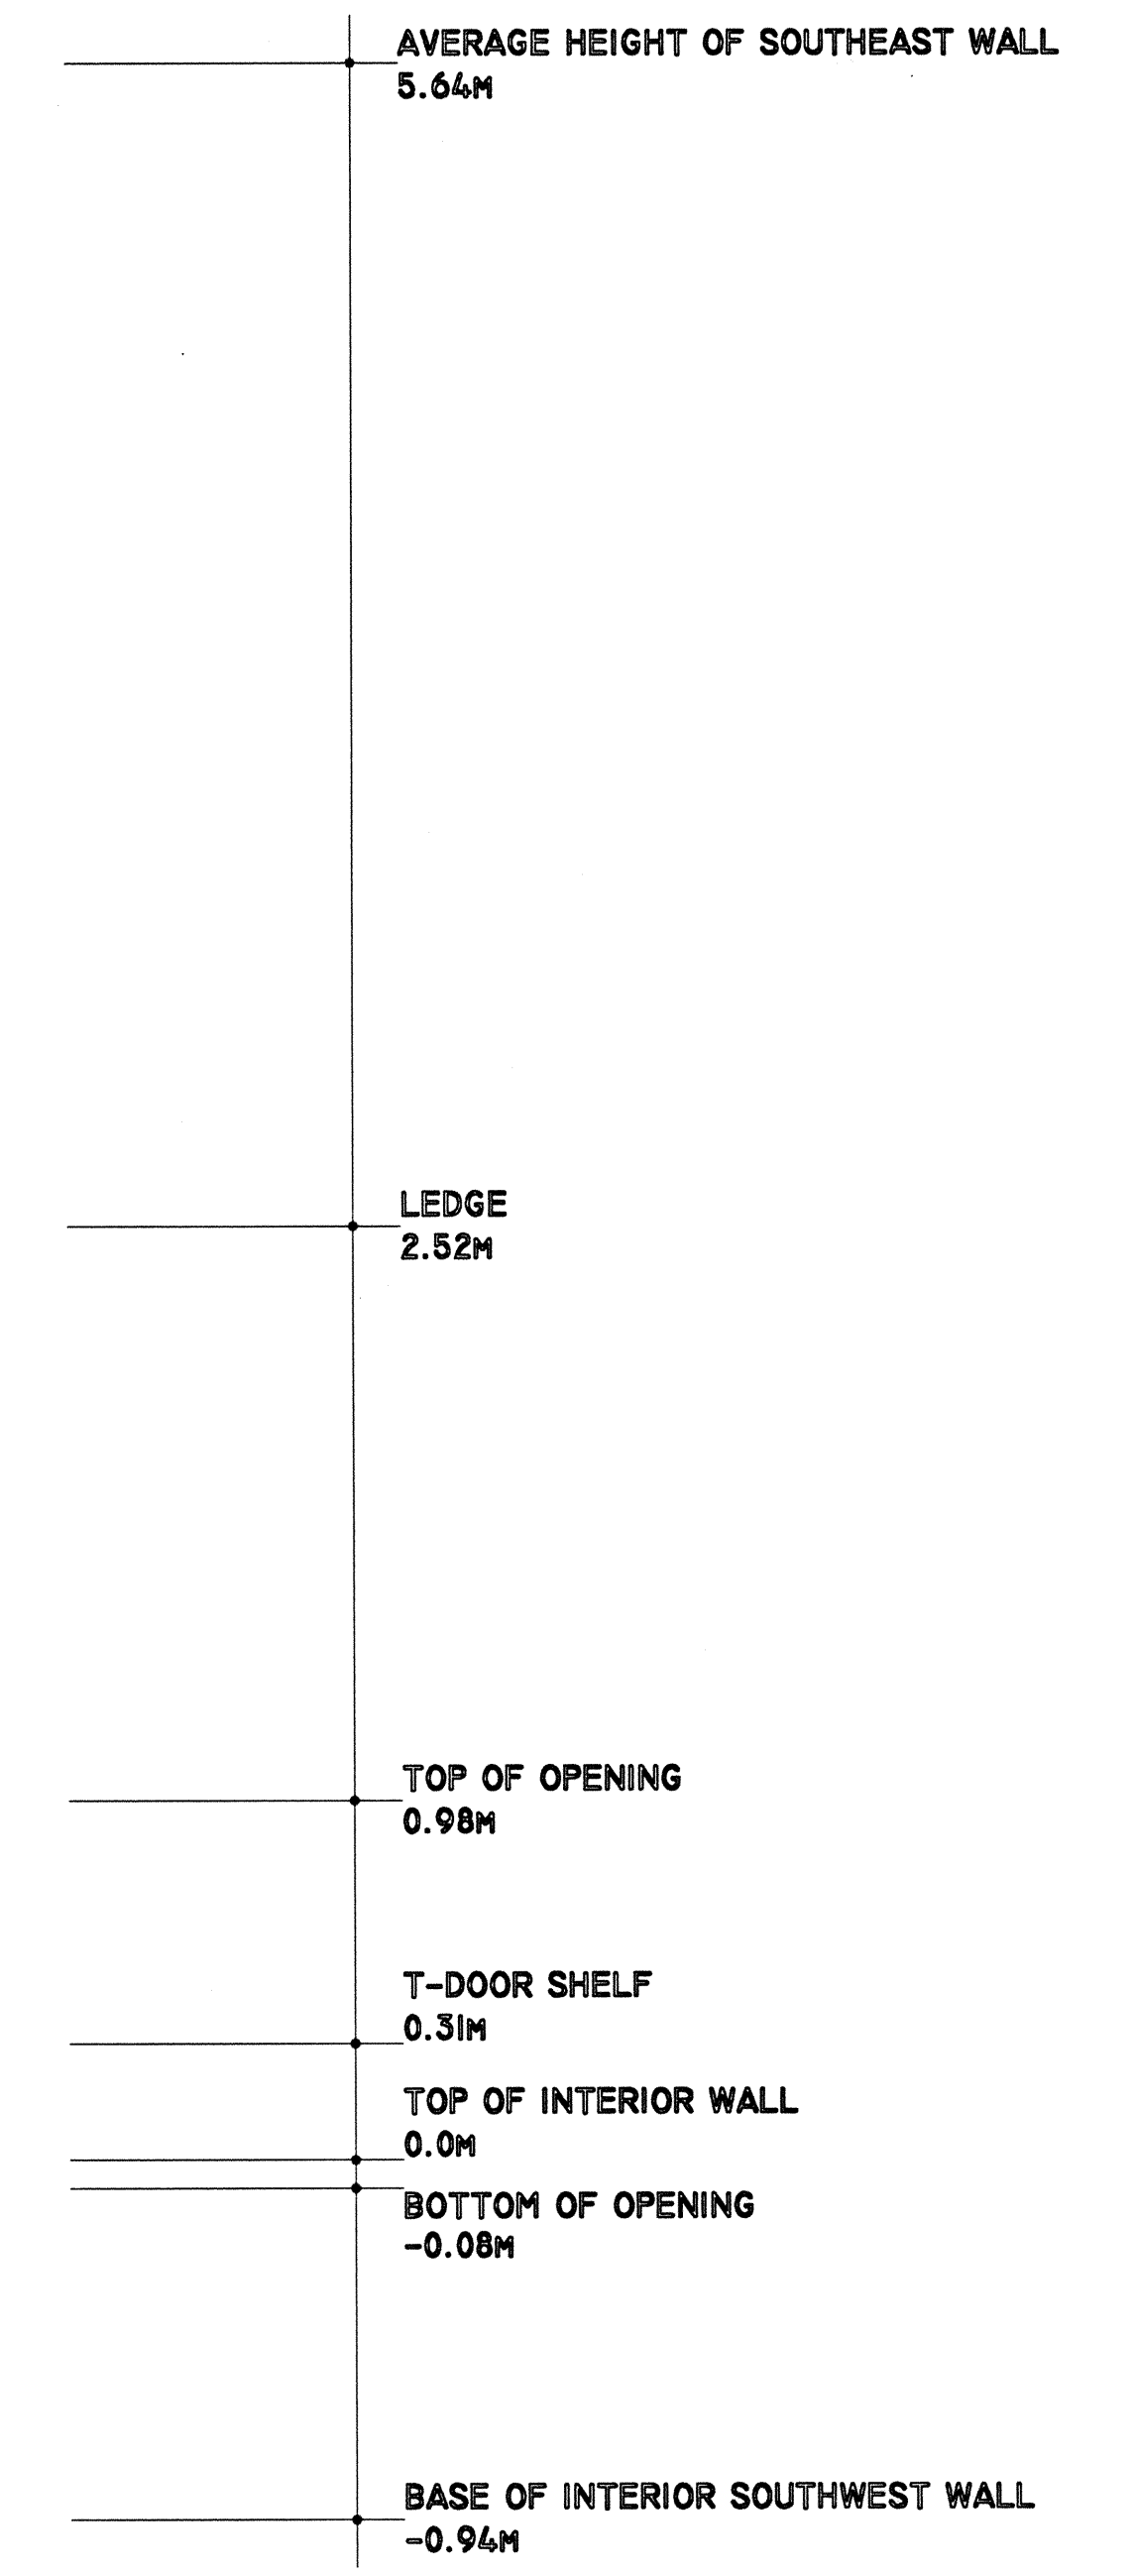 AVERAGE HEIGHT OF SOUTHEAST WALL
5.64M
LEDGE
2.52M
TOP OF OPENING
0.98M
T-DOOR SHELF
0.31M
TOP OF INTERIOR WALL
0.0M
BOTTOM OF OPENING
-0.08M
BASE OF INTERIOR SOUTHWEST WALL
-0.94M